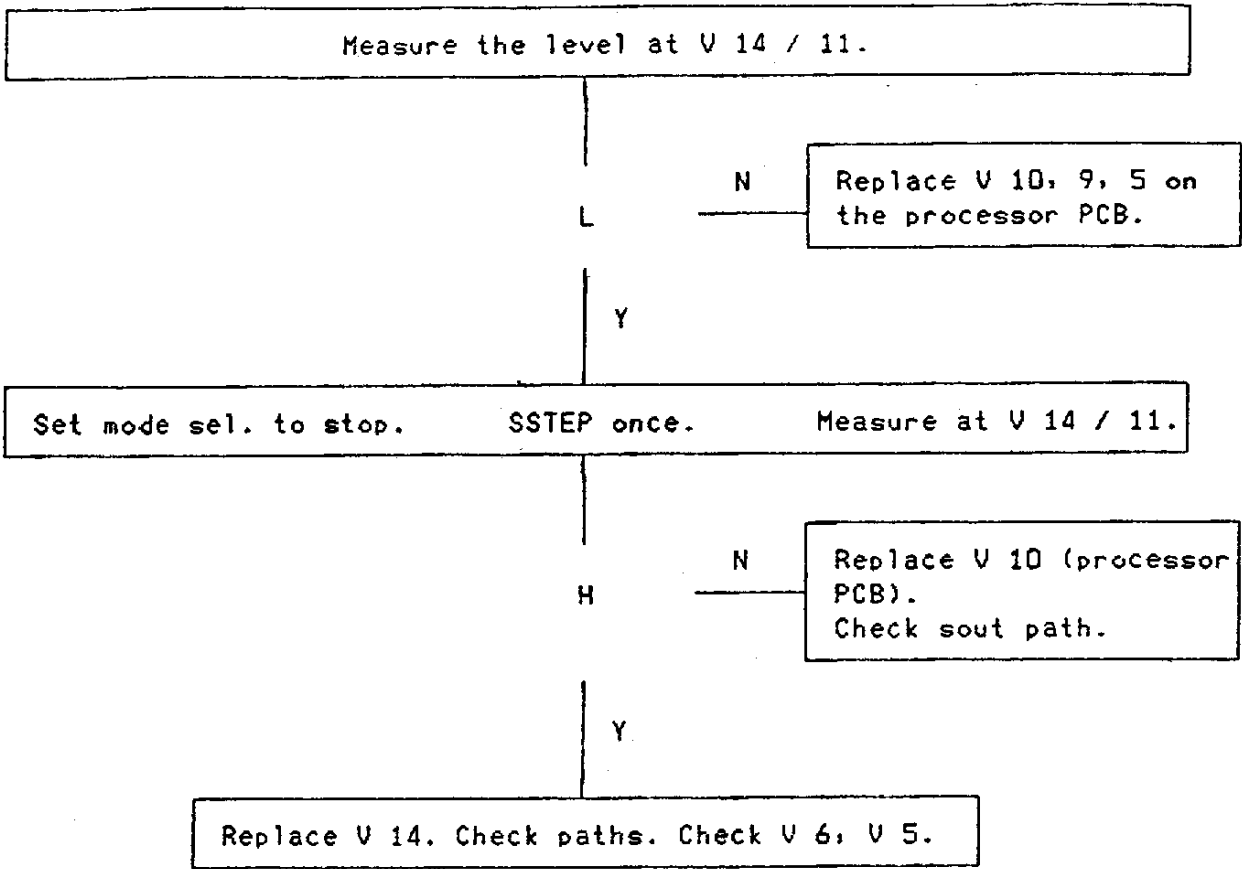 Measure the level at V 14 / 11.
N
Replace V 10, 9, 5 on
the processor PCB.
L
Y
Set mode sel. to stop. SSTEP once. Measure at V 14 / 11.
N
Replace V 10 (processor
PCB).
Check sout path.
H
Y
Replace V 14. Check paths. Check V 6, V 5.